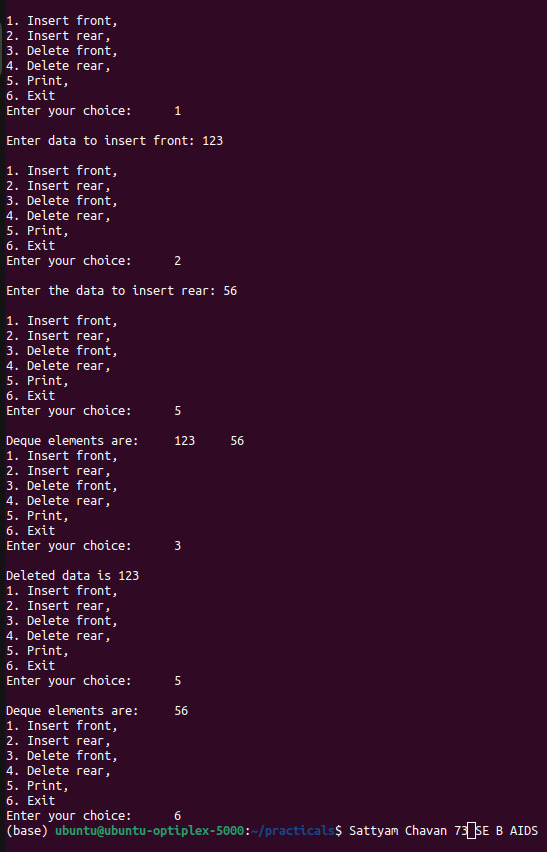 1. Insert front,
2. Insert rear,
3. Delete front,
4. Delete rear,
5. Print,
6. Exit
Enter your choice:      1
Enter data to insert front: 123
1. Insert front,
2. Insert rear,
3. Delete front,
4. Delete rear,
5. Print,
6. Exit
Enter your choice:      2
Enter the data to insert rear: 56
1. Insert front,
2. Insert rear,
3. Delete front,
4. Delete rear,
5. Print,
6. Exit
Enter your choice:      5
Deque elements are:     123     56
1. Insert front,
2. Insert rear,
3. Delete front,
4. Delete rear,
5. Print,
6. Exit
Enter your choice:      3
Deleted data is 123
1. Insert front,
2. Insert rear,
3. Delete front,
4. Delete rear,
5. Print,
6. Exit
Enter your choice:      5
Deque elements are:     56
1. Insert front,
2. Insert rear,
3. Delete front,
4. Delete rear,
5. Print,
6. Exit
Enter your choice:      6
(base) ubuntu@ubuntu-optiplex-5000:~/practicals$ Sattyam Chavan 73 SE B AIDS